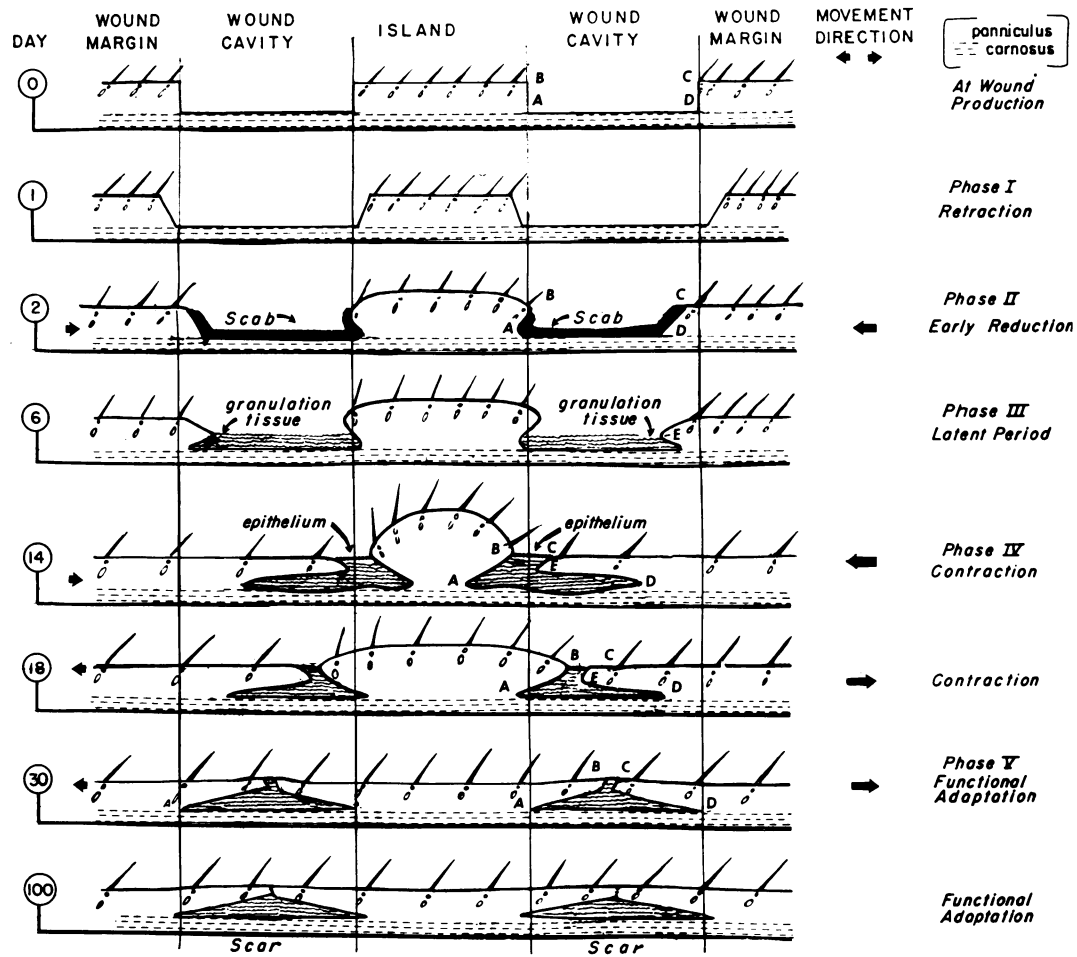 DAY
WOUND MARGIN
WOUND CAVITY
ISLAND
WOUND CAVITY
WOUND MARGIN
MOVEMENT DIRECTION
panniculus
carnosus
0
B
C
A
D
At Wound
Production
1
Phase I
Retraction
2
Scab
B
A
Scab
C
D
Phase II
Early Reduction
6
granulation
tissue
granulation
tissue
E
Phase III
Latent Period
14
epithelium
epithelium
B
C
E
A
D
Phase IV
Contraction
18
B
C
E
A
D
Contraction
30
A
B
C
A
D
Phase V
Functional
Adaptation
100
Functional
Adaptation
Scar
Scar